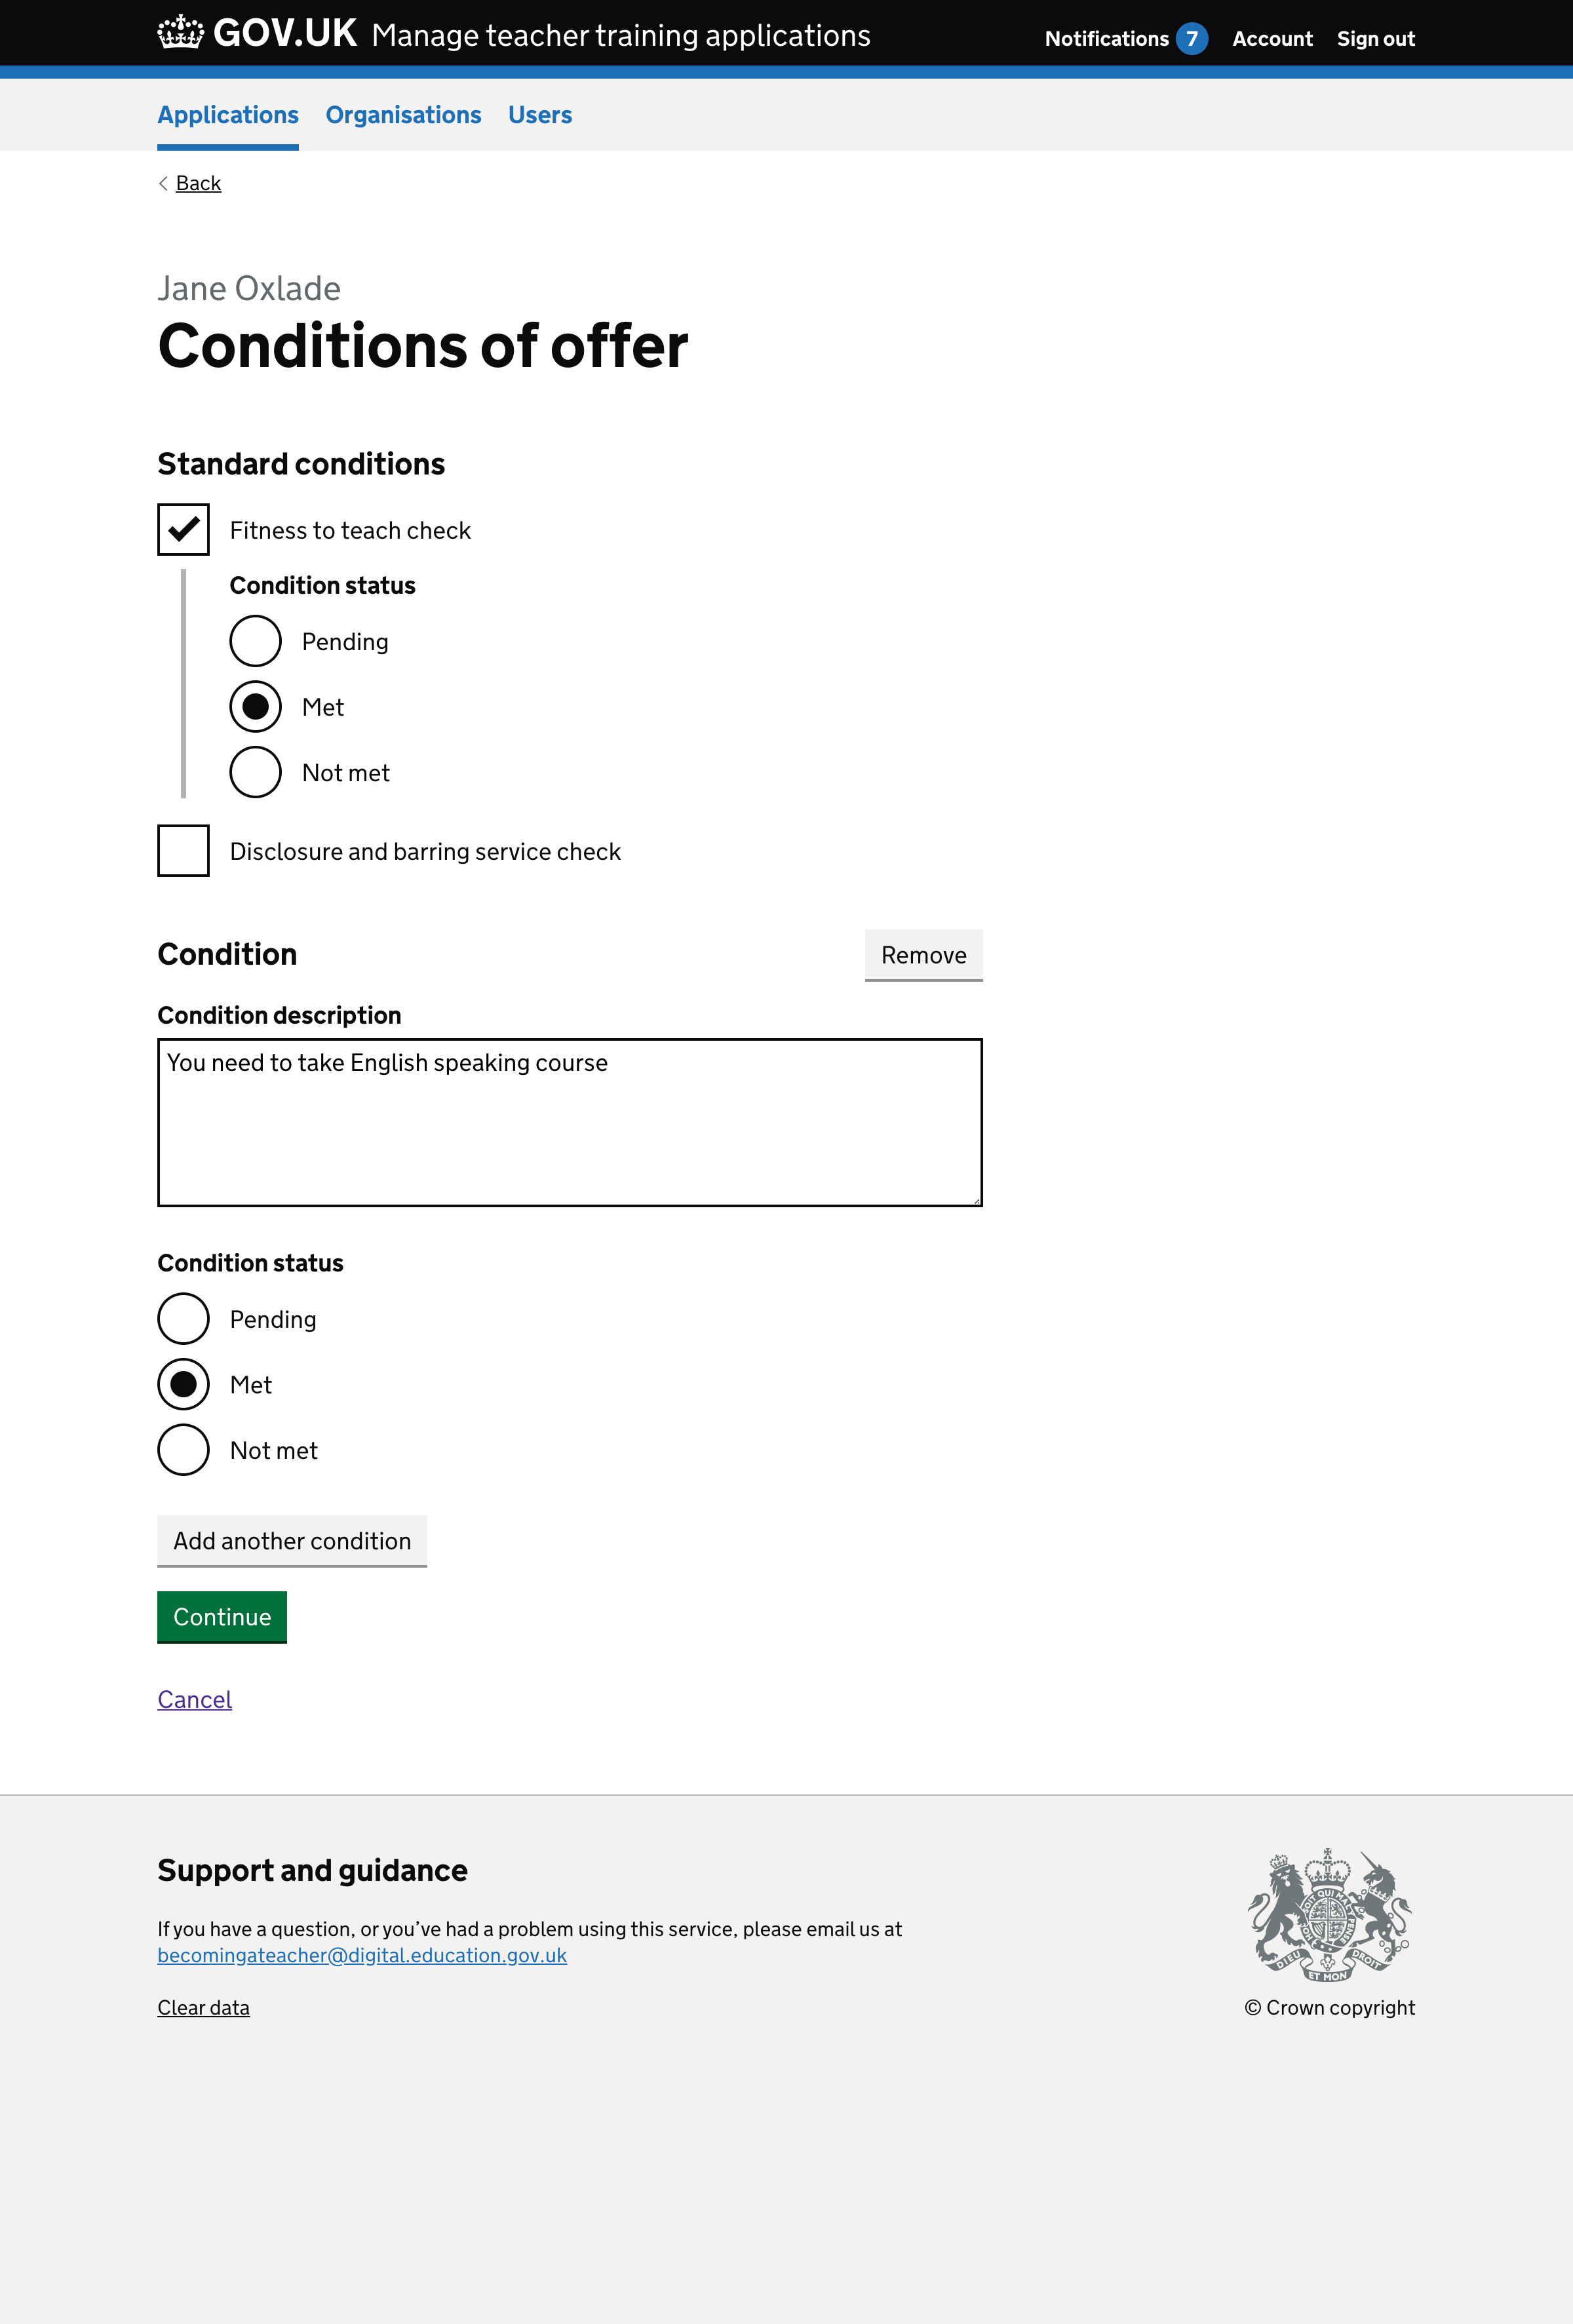 GOV.UK Manage teacher training applications
Notifications 7 Account Sign out
Applications Organisations Users
Back
Jane Oxlade
Conditions of offer
Standard conditions
Fitness to teach check
Condition status
Pending
Met
Not met
Disclosure and barring service check
Condition
Remove
Condition description
You need to take English speaking course
Condition status
Pending
Met
Not met
Add another condition
Continue
Cancel
Support and guidance
If you have a question, or you’ve had a problem using this service, please email us at
becomingateacher@digital.education.gov.uk
Clear data
DIEU ET MON DROIT
© Crown copyright